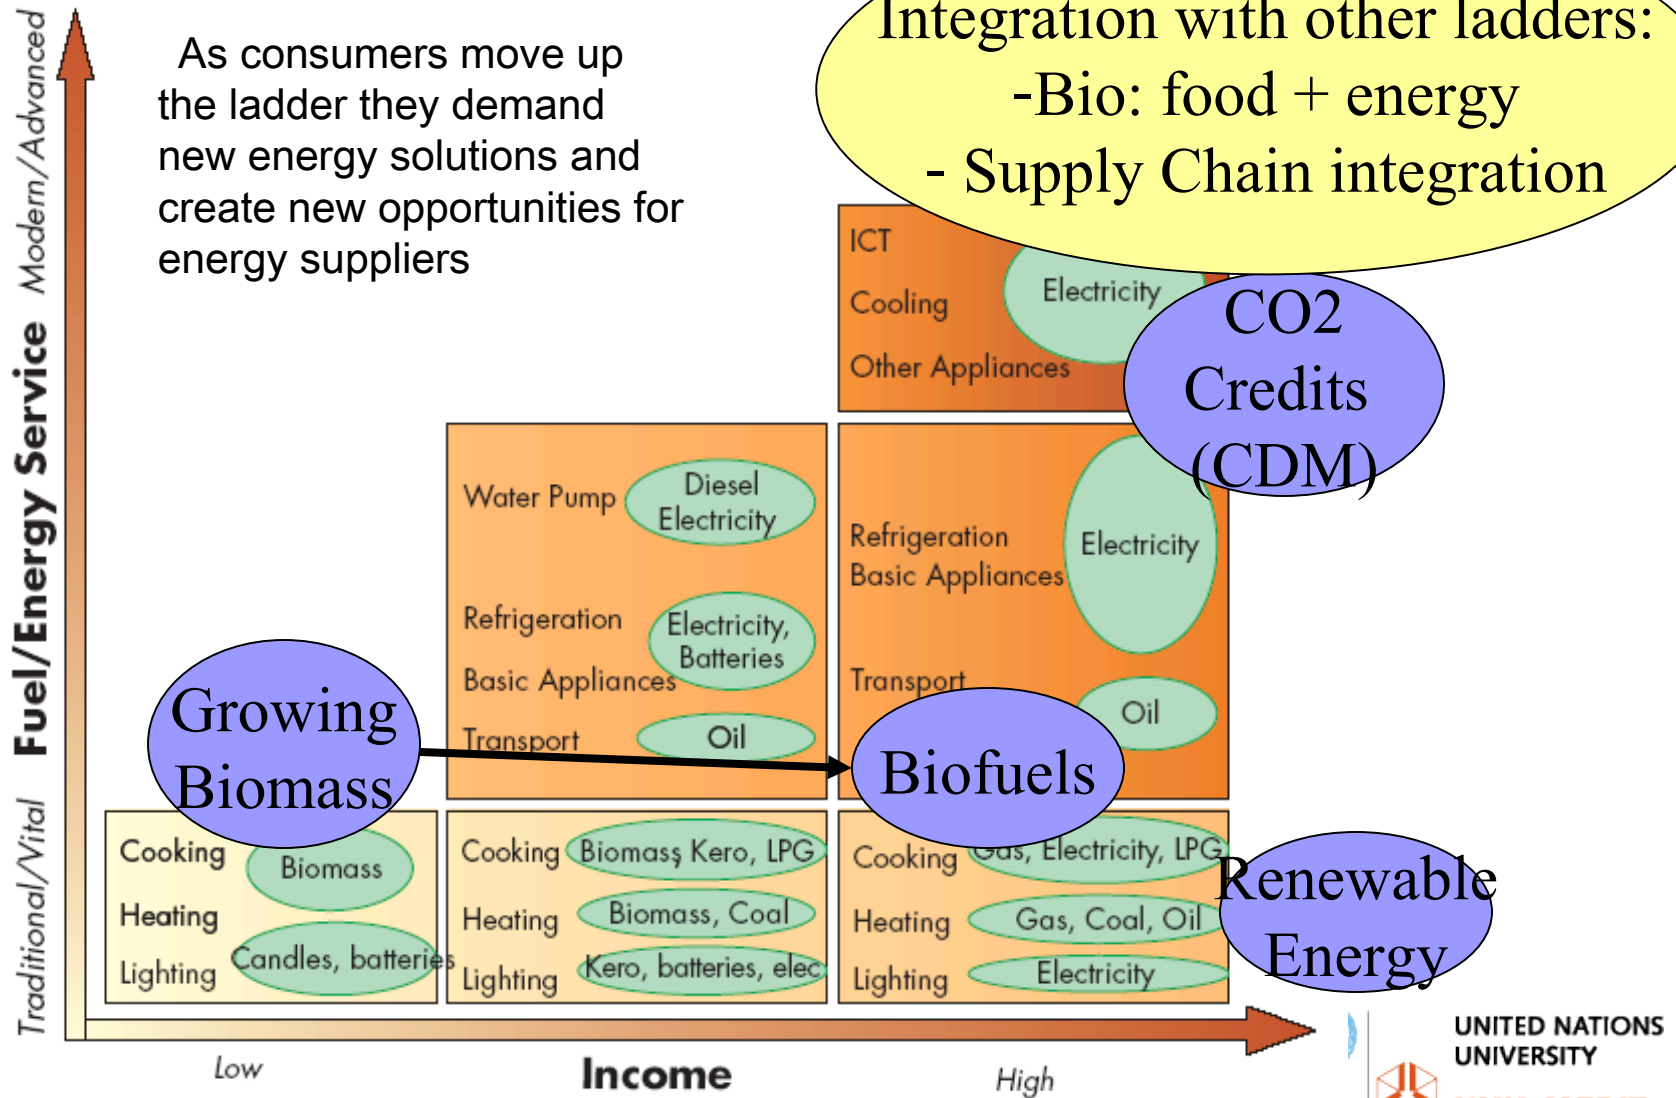 As consumers move up
the ladder they demand
new energy solutions and
create new opportunities for
energy suppliers
Integration with other ladders:
-Bio: food + energy
- Supply Chain integration
Fuel/Energy Service
Modern/Advanced
Traditional/Vital
ICT
Cooling
Other Appliances
Electricity
CO2
Credits
(CDM)
Water Pump
Diesel
Electricity
Refrigeration
Basic Appliances
Electricity,
Batteries
Transport
Oil
Refrigeration
Basic Appliances
Electricity
Transport
Oil
Growing
Biomass
Biofuels
Cooking
Heating
Lighting
Biomass
Candles, batteries
Cooking Biomass, Kero, LPG
Heating Biomass, Coal
Lighting Kero, batteries, elec
Cooking Gas, Electricity, LPG
Heating Gas, Coal, Oil
Lighting Electricity
Renewable
Energy
Low
Income
High
UNITED NATIONS
UNIVERSITY